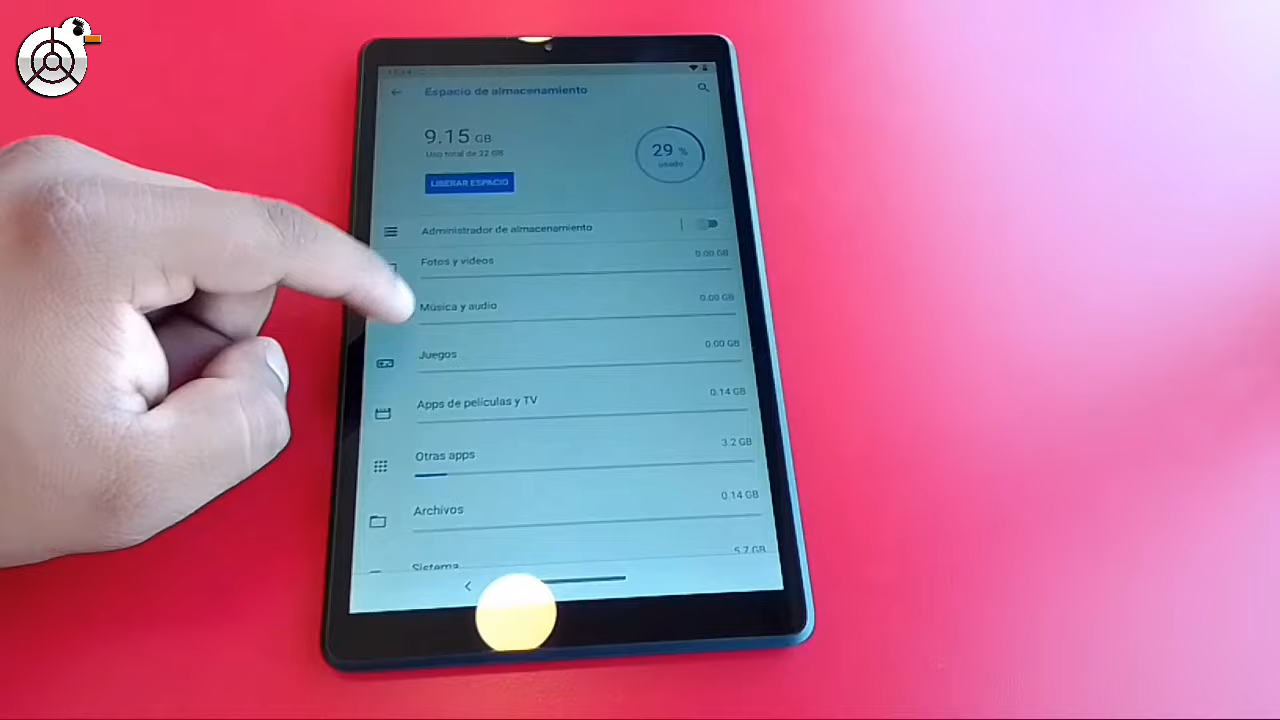 Espacio de almacenamiento
9.15 GB
Uso total de 32 GB
29 %
usado
LIBERAR ESPACIO
Administrador de almacenamiento
Fotos y videos 0.00 GB
Música y audio 0.00 GB
Juegos 0.00 GB
Apps de películas y TV 0.14 GB
Otras apps 3.2 GB
Archivos 0.14 GB
Sistema 5.7 GB